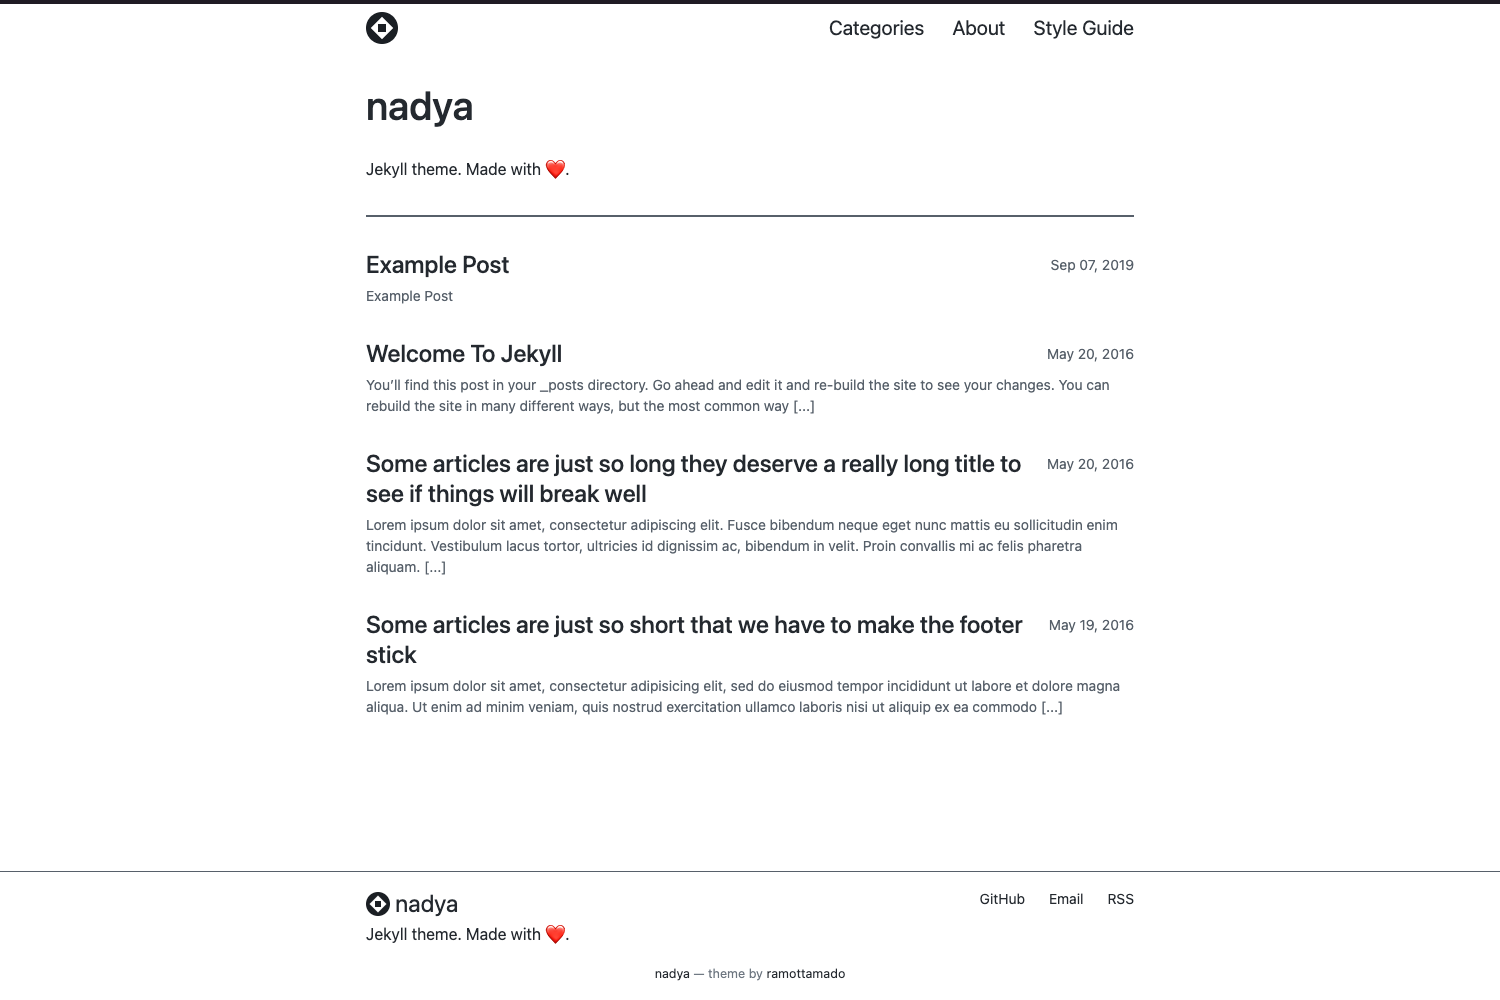 Categories About Style Guide
nadya
Jekyll theme. Made with ❤️.
Example Post Sep 07, 2019
Example Post
Welcome To Jekyll May 20, 2016
You’ll find this post in your _posts directory. Go ahead and edit it and re-build the site to see your changes. You can
rebuild the site in many different ways, but the most common way [...]
Some articles are just so long they deserve a really long title to May 20, 2016
see if things will break well
Lorem ipsum dolor sit amet, consectetur adipiscing elit. Fusce bibendum neque eget nunc mattis eu sollicitudin enim
tincidunt. Vestibulum lacus tortor, ultricies id dignissim ac, bibendum in velit. Proin convallis mi ac felis pharetra
aliquam. [...]
Some articles are just so short that we have to make the footer May 19, 2016
stick
Lorem ipsum dolor sit amet, consectetur adipisicing elit, sed do eiusmod tempor incididunt ut labore et dolore magna
aliqua. Ut enim ad minim veniam, quis nostrud exercitation ullamco laboris nisi ut aliquip ex ea commodo [...]
nadya GitHub Email RSS
Jekyll theme. Made with ❤️.
nadya — theme by ramottamado